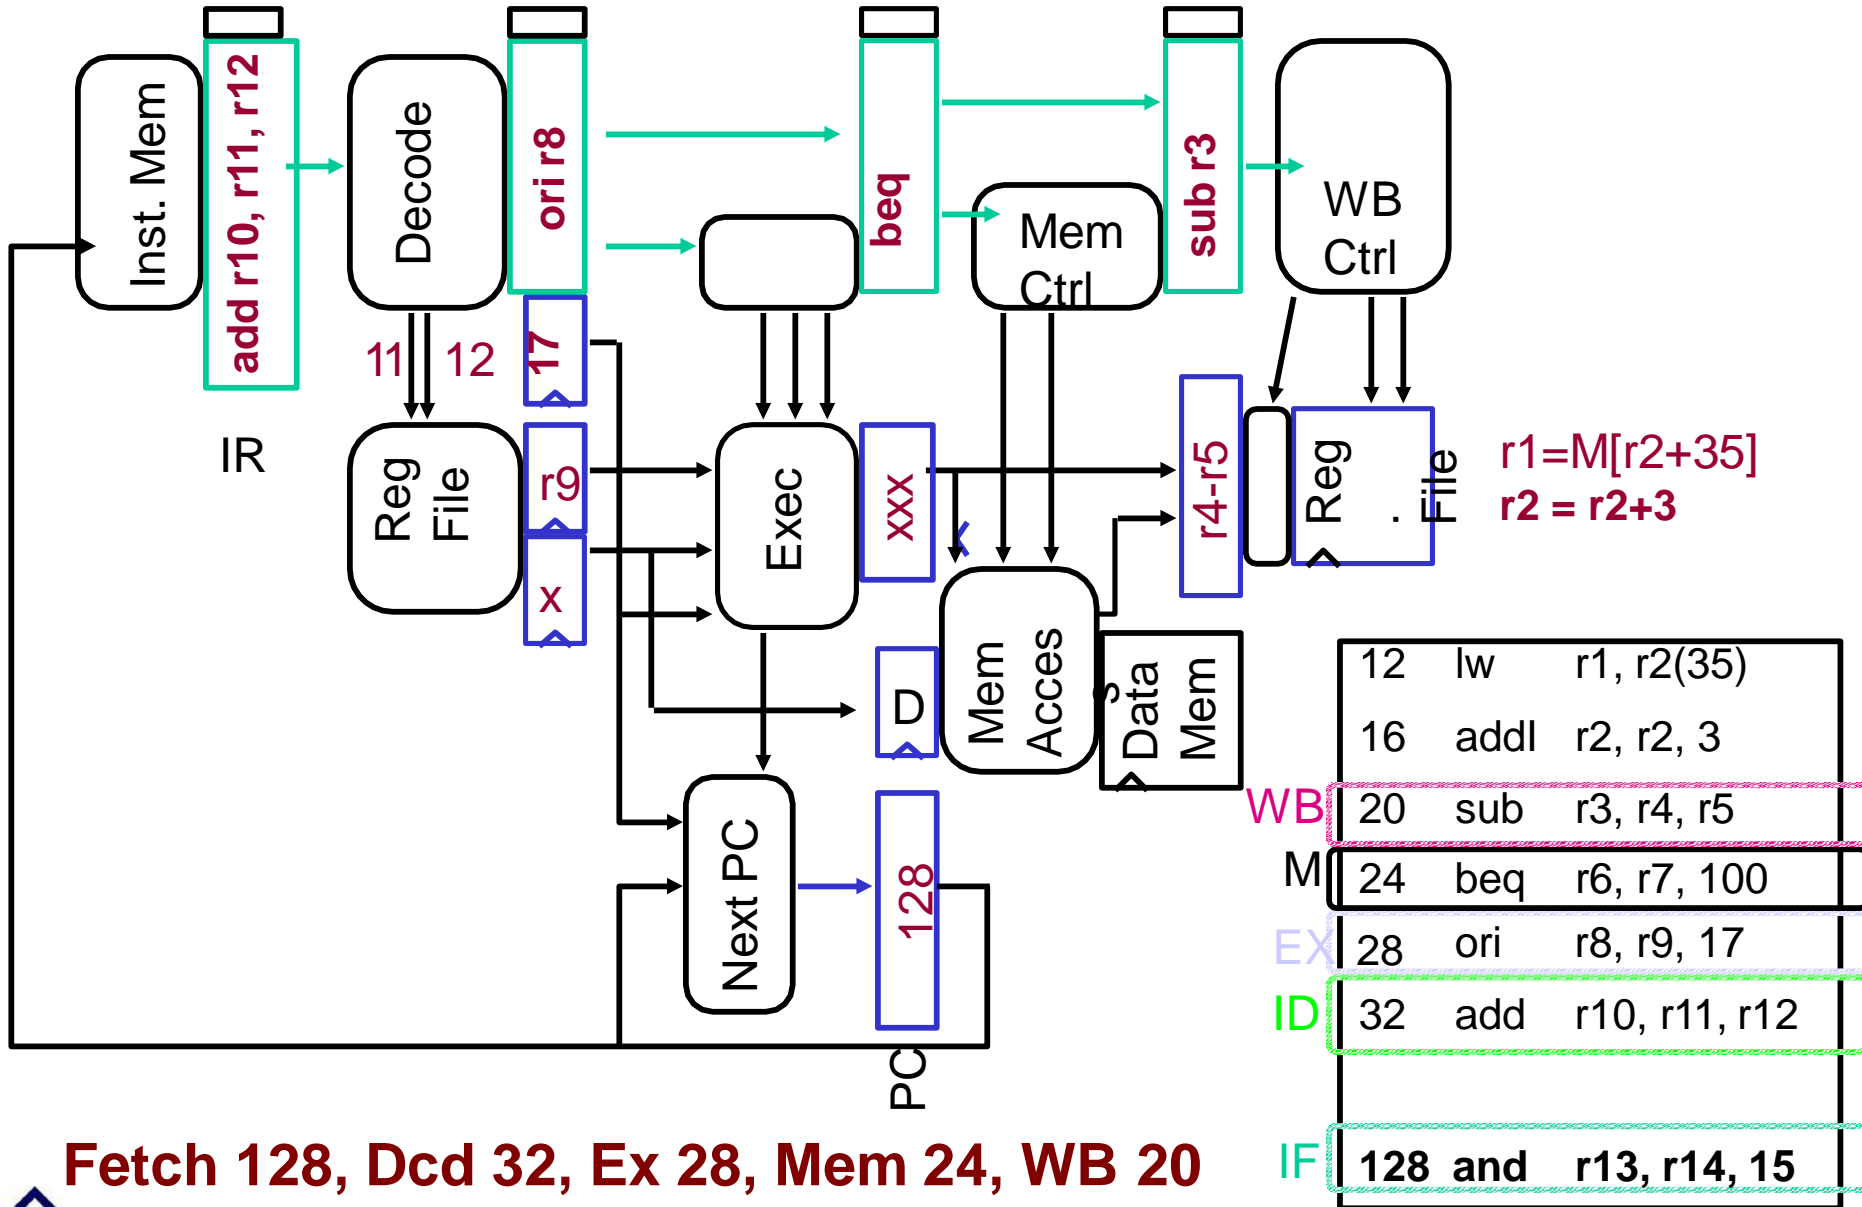 Inst. Mem
add r10, r11, r12
Decode
ori r8
beq
Mem
Ctrl
sub r3
WB
Ctrl
11
12
17
IR
Reg
File
r9
x
Exec
xxx
r4-r5
Reg
.
File
r1=M[r2+35]
r2 = r2+3
D
Mem
Acces
s
Data
Mem
Next PC
128
PC
12 lw r1, r2(35)
16 addI r2, r2, 3
WB 20 sub r3, r4, r5
M 24 beq r6, r7, 100
EX 28 ori r8, r9, 17
ID 32 add r10, r11, r12
IF 128 and r13, r14, 15
Fetch 128, Dcd 32, Ex 28, Mem 24, WB 20